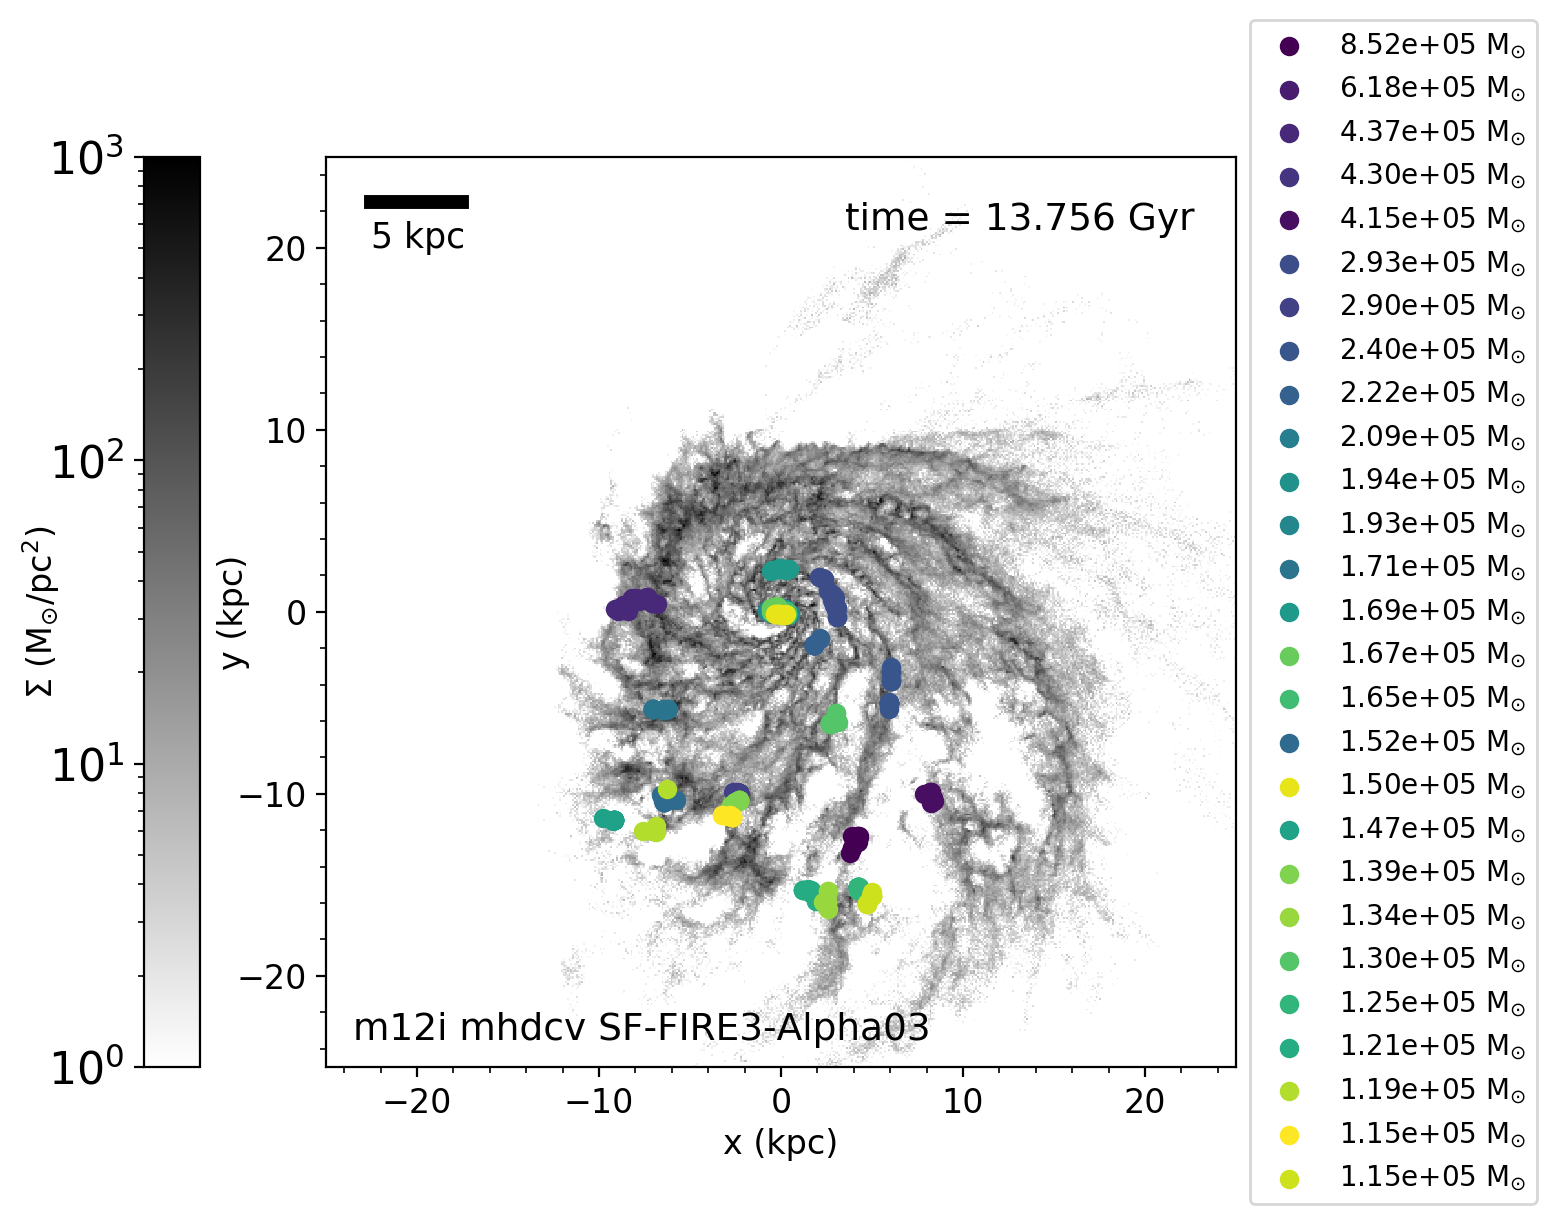 10³
10²
10¹
10⁰
Σ (M⊙/pc²)
y (kpc)
20
10
0
−10
−20
5 kpc
time = 13.756 Gyr
m12i mhdcv SF-FIRE3-Alpha03
−20 −10 0 10 20
x (kpc)
8.52e+05 M⊙
6.18e+05 M⊙
4.37e+05 M⊙
4.30e+05 M⊙
4.15e+05 M⊙
2.93e+05 M⊙
2.90e+05 M⊙
2.40e+05 M⊙
2.22e+05 M⊙
2.09e+05 M⊙
1.94e+05 M⊙
1.93e+05 M⊙
1.71e+05 M⊙
1.69e+05 M⊙
1.67e+05 M⊙
1.65e+05 M⊙
1.52e+05 M⊙
1.50e+05 M⊙
1.47e+05 M⊙
1.39e+05 M⊙
1.34e+05 M⊙
1.30e+05 M⊙
1.25e+05 M⊙
1.21e+05 M⊙
1.19e+05 M⊙
1.15e+05 M⊙
1.15e+05 M⊙